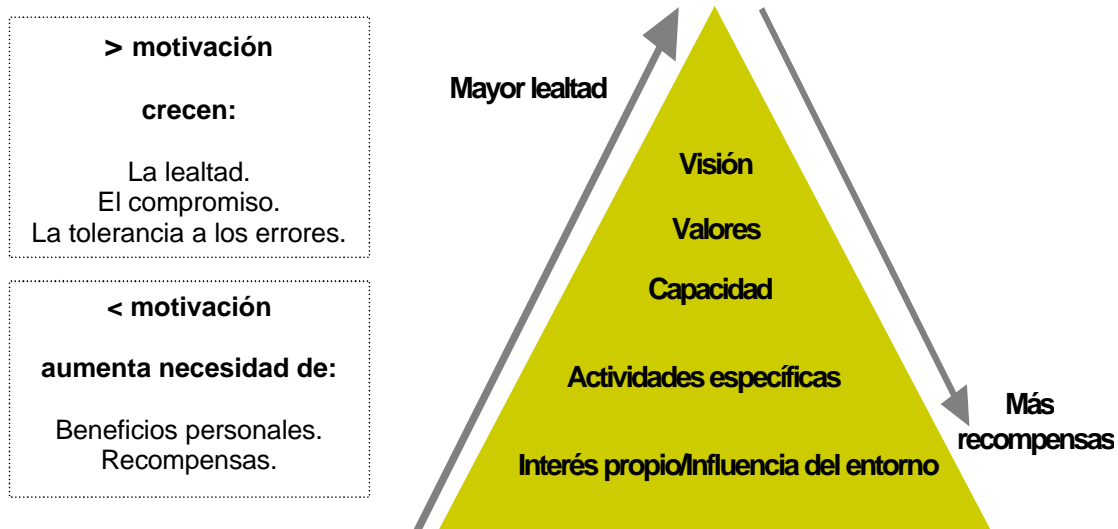 > motivación
crecen:
La lealtad.
El compromiso.
La tolerancia a los errores.
< motivación
aumenta necesidad de:
Beneficios personales.
Recompensas.
Mayor lealtad
Visión
Valores
Capacidad
Actividades específicas
Interés propio/Influencia del entorno
Más
recompensas